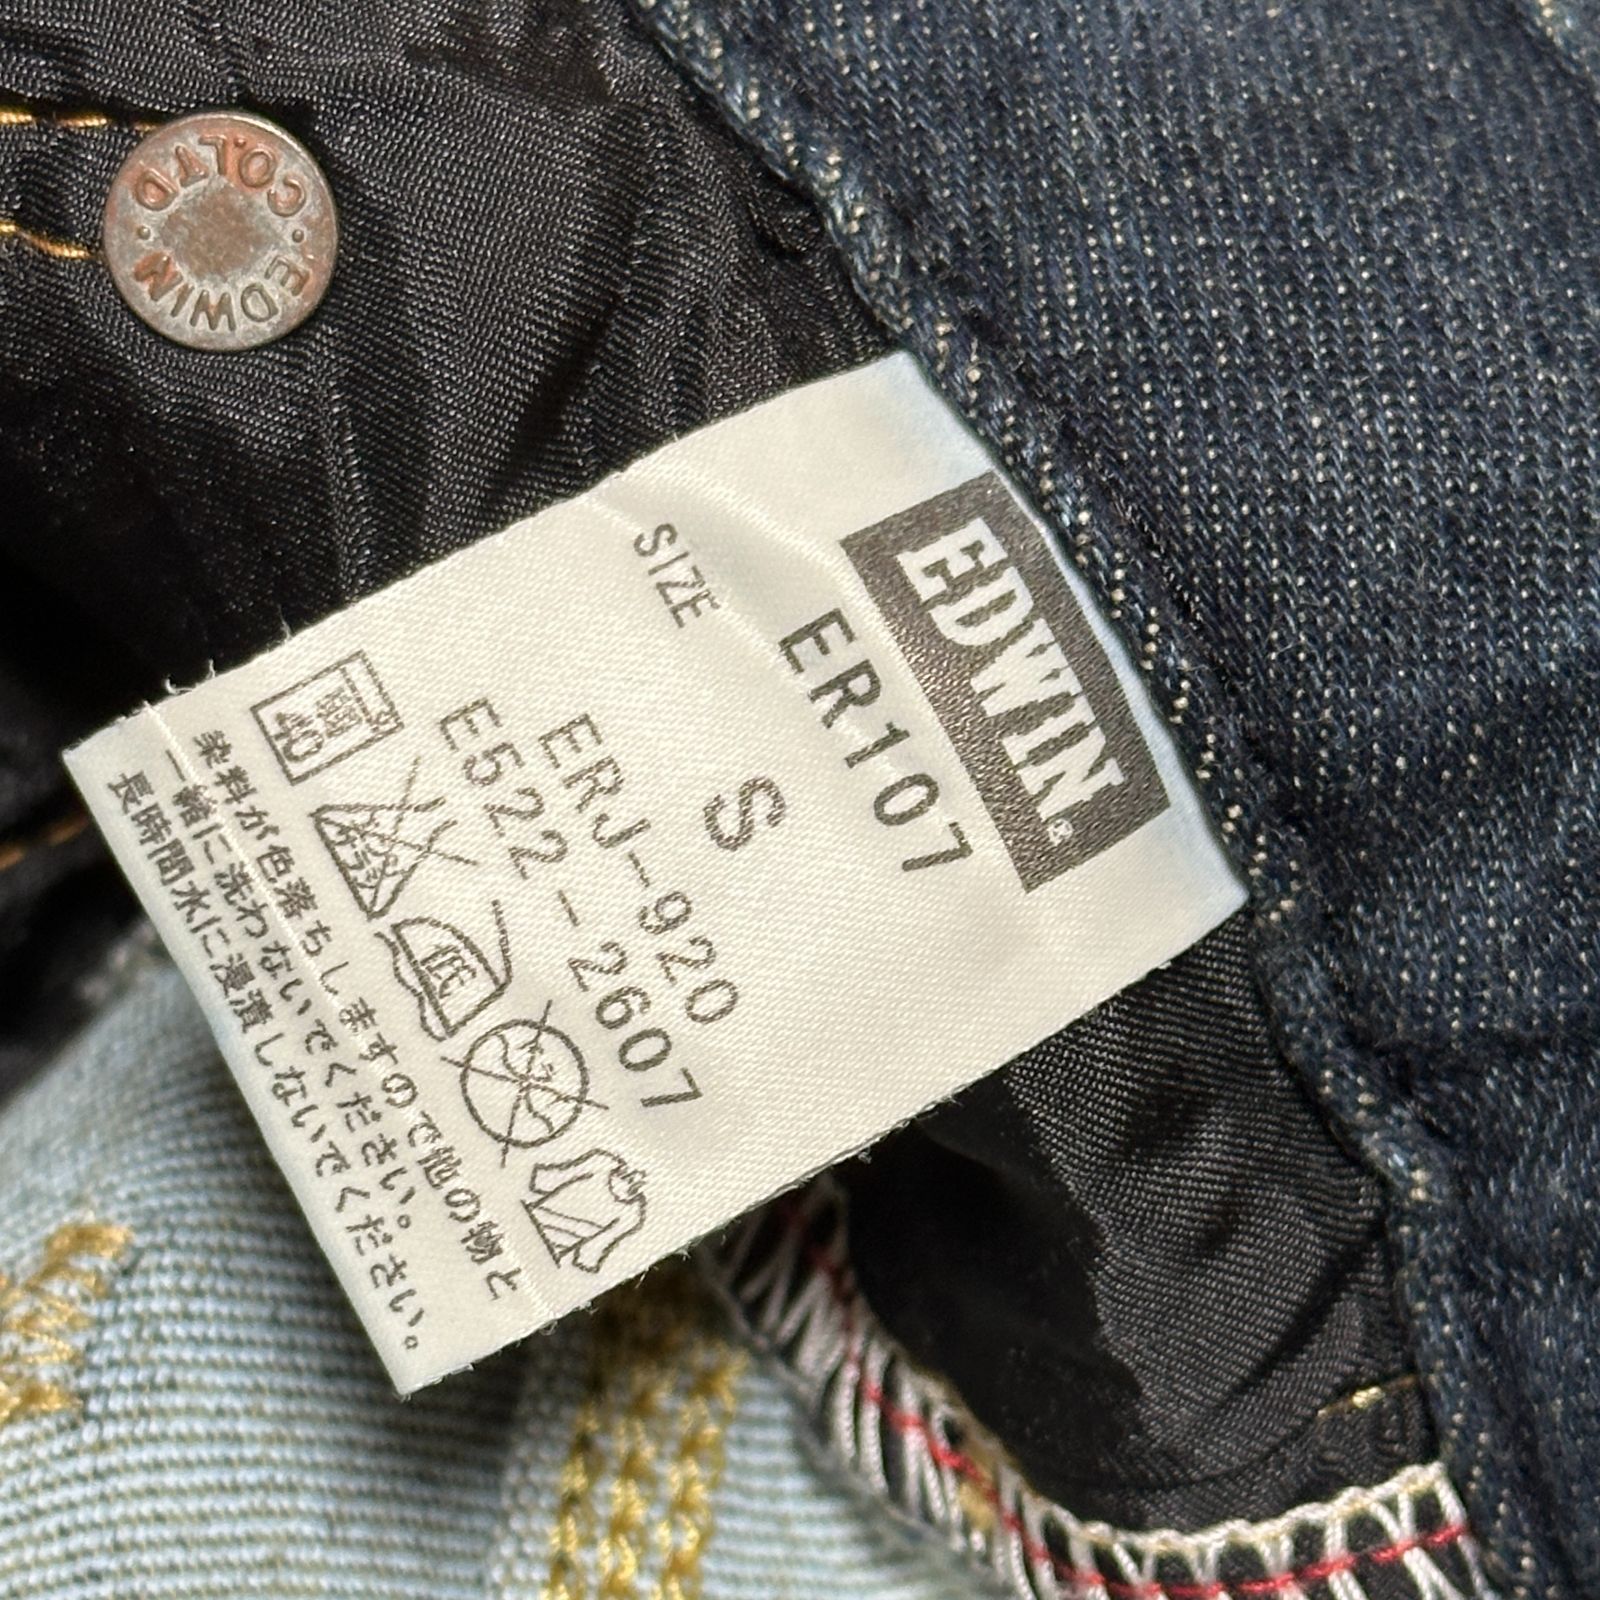 EDWIN CO.LTD
EDWIN
ER107
SIZE S
ERJ-920
E522-2607
40
低
染料が色落ちしますので他の物と
一緒に洗わないでください。
長時間水に浸漬しないでください。